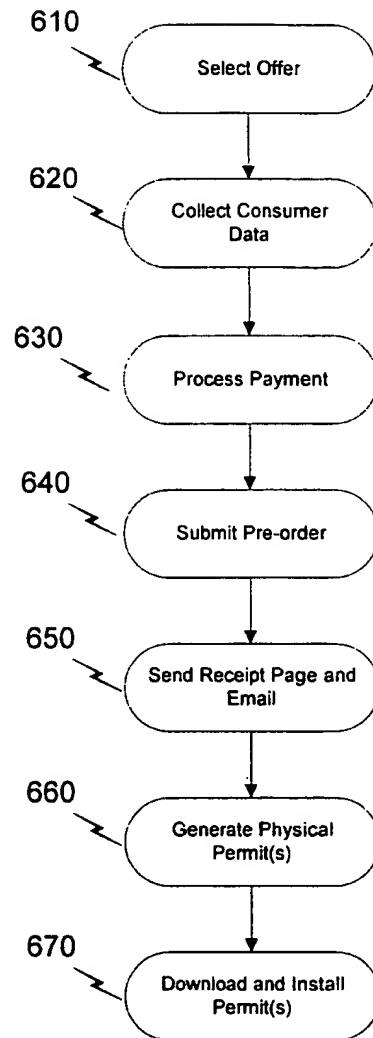 610
Select Offer
620
Collect Consumer
Data
630
Process Payment
640
Submit Pre-order
650
Send Receipt Page and
Email
660
Generate Physical
Permit(s)
670
Download and Install
Permit(s)